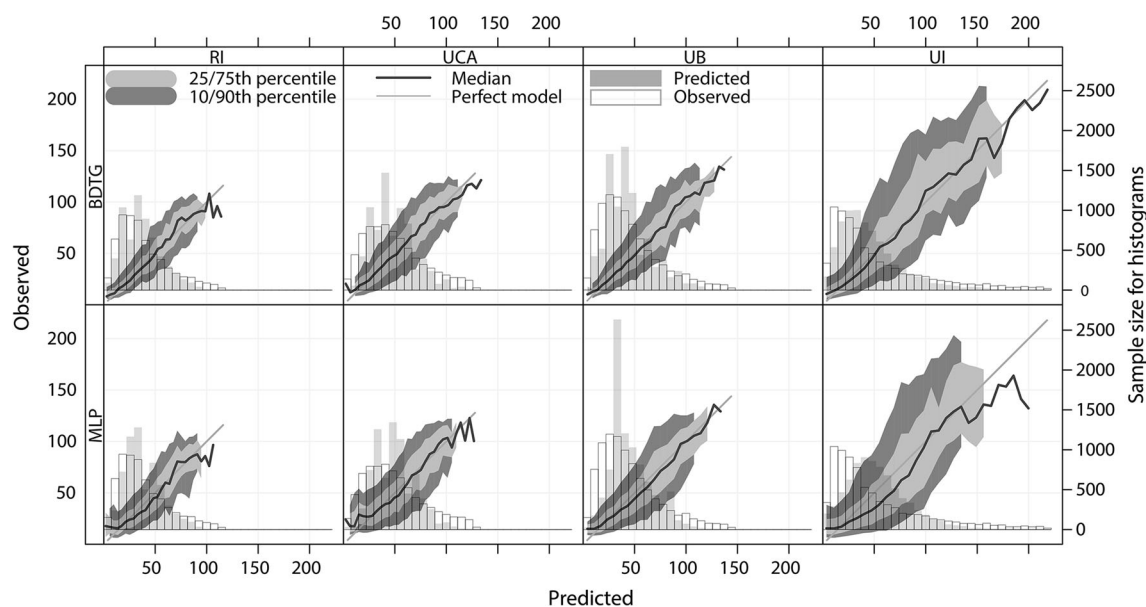 50 100 150 200 50 100 150 200
RI UCA UB UI
25/75th percentile Median Predicted
10/90th percentile Perfect model Observed
BDTG
200
150
100
50
2500
2000
1500
1000
500
0
MLP
200
150
100
50
2500
2000
1500
1000
500
0
Observed
Sample size for histograms
50 100 150 200 50 100 150 200
Predicted